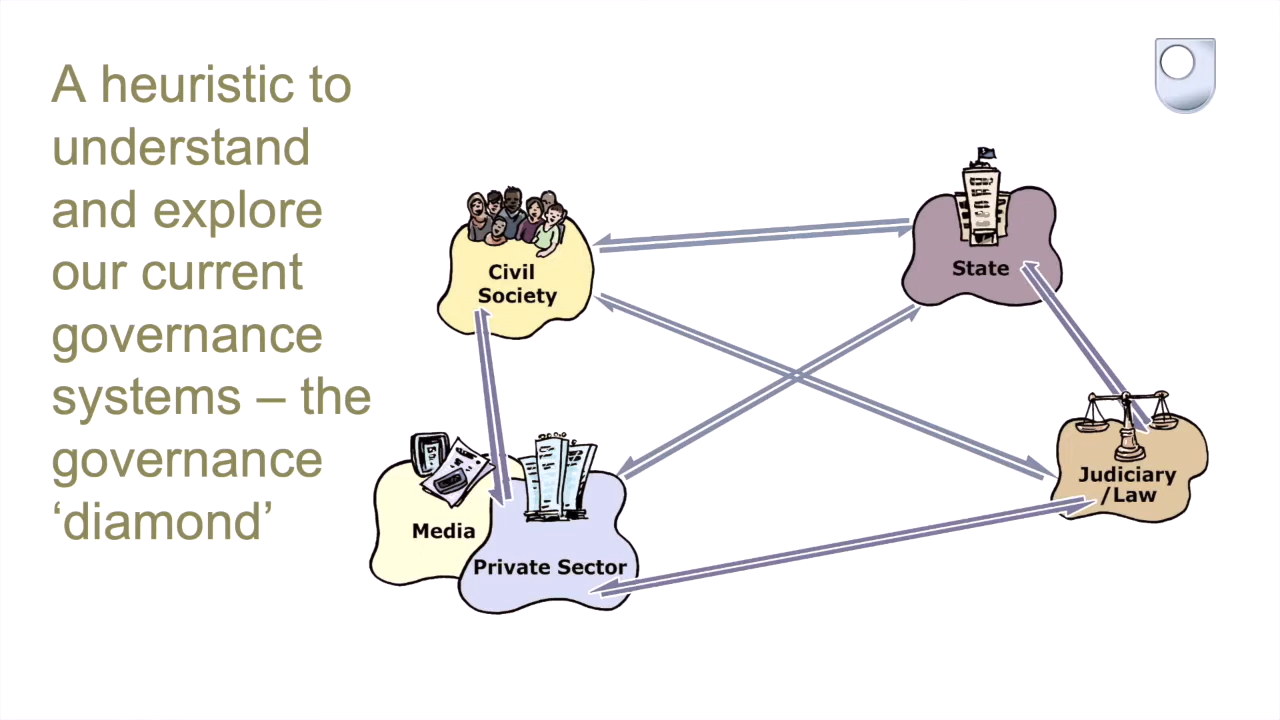 A heuristic to
understand
and explore
our current
governance
systems – the
governance
‘diamond’
Civil
Society
State
Judiciary
/Law
Media
Private Sector